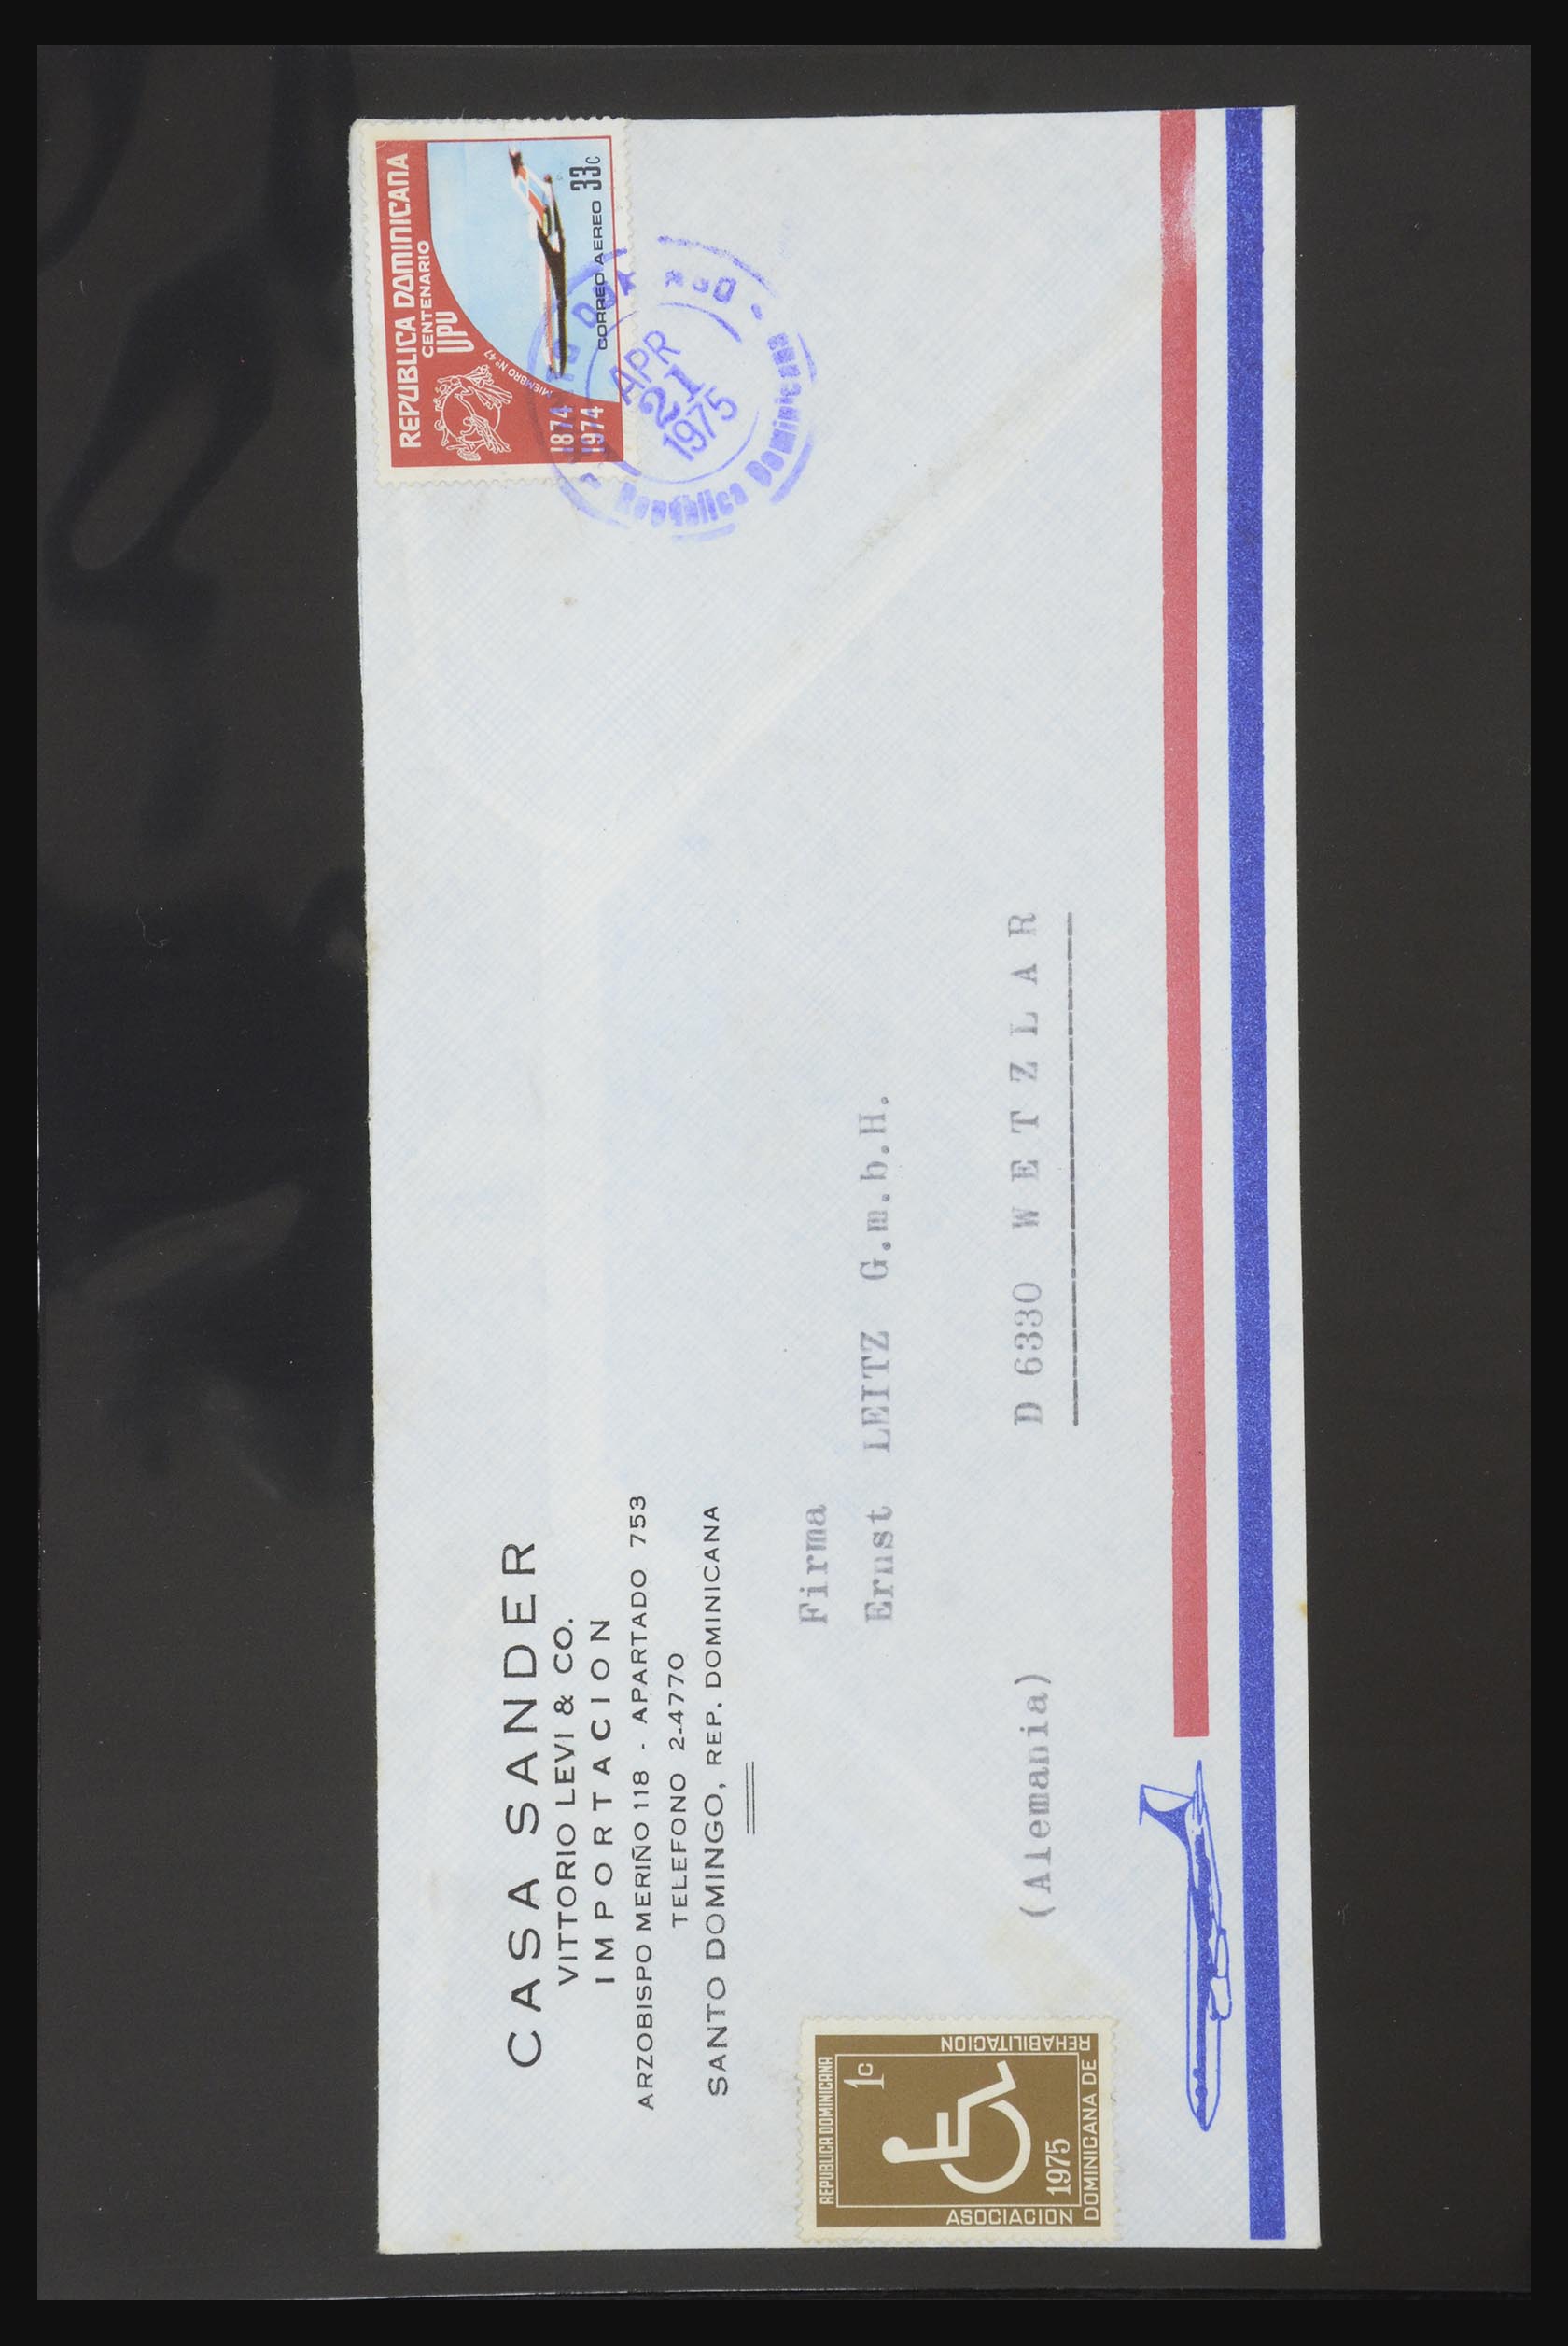 CASA SANDER
VITTORIO LEVI & CO.
IMPORTACION
ARZOBISPO MERIÑO 118 - APARTADO 753
TELEFONO 2-4770
SANTO DOMINGO, REP. DOMINICANA
REPUBLICA DOMINICANA
CENTENARIO
UPU
MIEMBRO Nº 47
1874
1974
CORREO AEREO 33c
APR
21
1975
República Dominicana
Firma
Ernst LEITZ G.m.b.H.
D 6330 WETZLAR
(Alemania)
REPUBLICA DOMINICANA
1c
1975
ASOCIACION
DOMINICANA DE
REHABILITACION